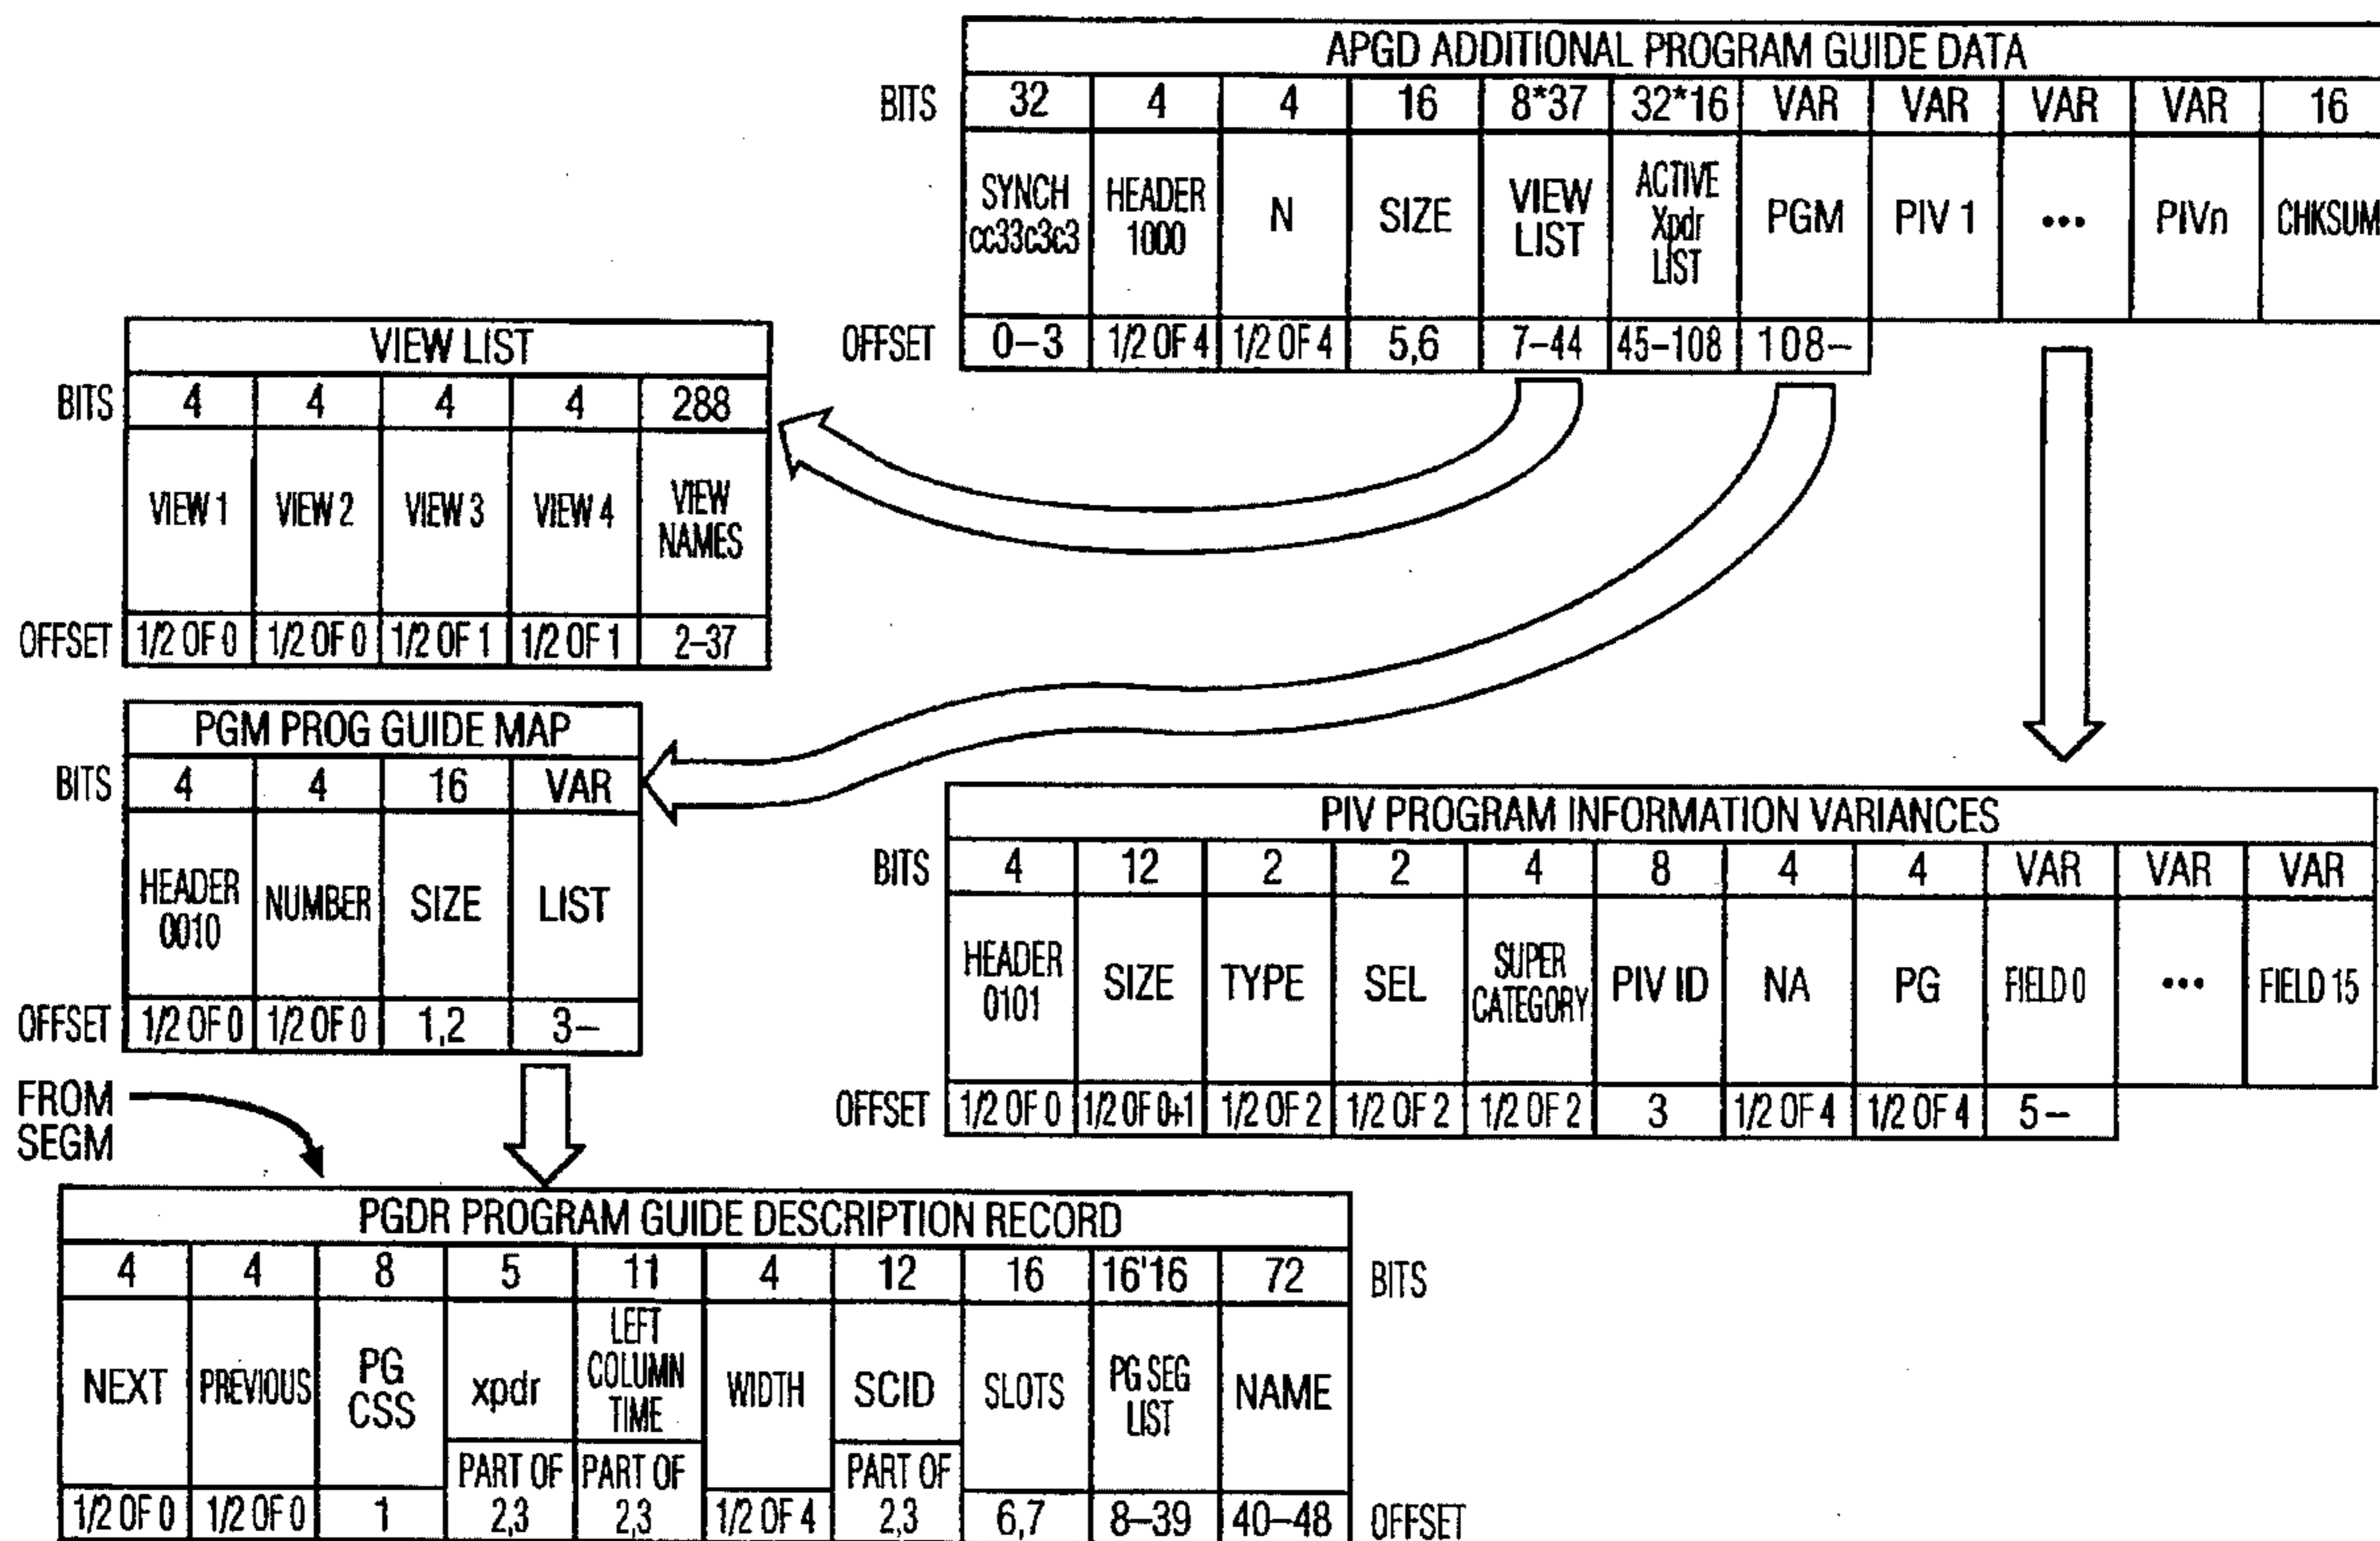 APGD ADDITIONAL PROGRAM GUIDE DATA
BITS 32 4 4 16 8*37 32*16 VAR VAR VAR VAR 16
SYNCH cc33c3c3 HEADER 1000 N SIZE VIEW LIST ACTIVE Xpdr LIST PGM PIV 1 ••• PIVn CHKSUM
OFFSET 0–3 1/2 OF 4 1/2 OF 4 5,6 7–44 45–108 108–
VIEW LIST
BITS 4 4 4 4 288
VIEW 1 VIEW 2 VIEW 3 VIEW 4 VIEW NAMES
OFFSET 1/2 OF 0 1/2 OF 0 1/2 OF 1 1/2 OF 1 2–37
PGM PROG GUIDE MAP
BITS 4 4 16 VAR
HEADER 0010 NUMBER SIZE LIST
OFFSET 1/2 OF 0 1/2 OF 0 1,2 3–
PIV PROGRAM INFORMATION VARIANCES
BITS 4 12 2 2 4 8 4 4 VAR VAR VAR
HEADER 0101 SIZE TYPE SEL SUPER CATEGORY PIV ID NA PG FIELD 0 ••• FIELD 15
OFFSET 1/2 OF 0 1/2 OF 0+1 1/2 OF 2 1/2 OF 2 1/2 OF 2 3 1/2 OF 4 1/2 OF 4 5–
FROM
SEGM
PGDR PROGRAM GUIDE DESCRIPTION RECORD
4 4 8 5 11 4 12 16 16'16 72 BITS
NEXT PREVIOUS PG CSS xpdr LEFT COLUMN TIME WIDTH SCID SLOTS PG SEG LIST NAME
1/2 OF 0 1/2 OF 0 1 PART OF 2,3 PART OF 2,3 1/2 OF 4 PART OF 2,3 6,7 8–39 40–48 OFFSET